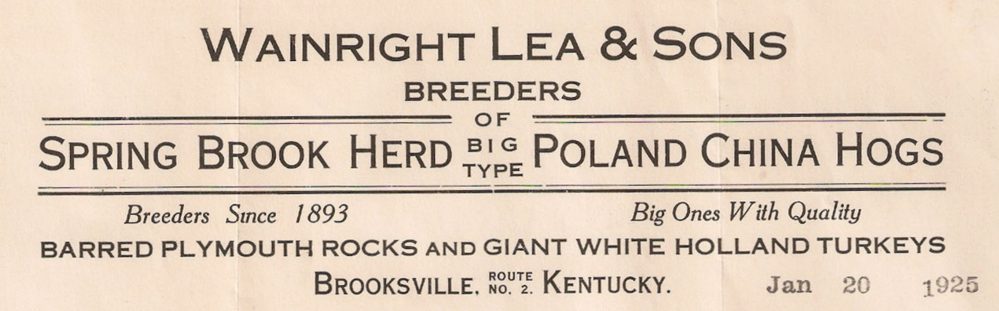 WAINRIGHT LEA & SONS
BREEDERS
OF
SPRING BROOK HERD BIG TYPE POLAND CHINA HOGS
Breeders Since 1893 Big Ones With Quality
BARRED PLYMOUTH ROCKS AND GIANT WHITE HOLLAND TURKEYS
BROOKSVILLE, ROUTE NO. 2. KENTUCKY. Jan 20 1925